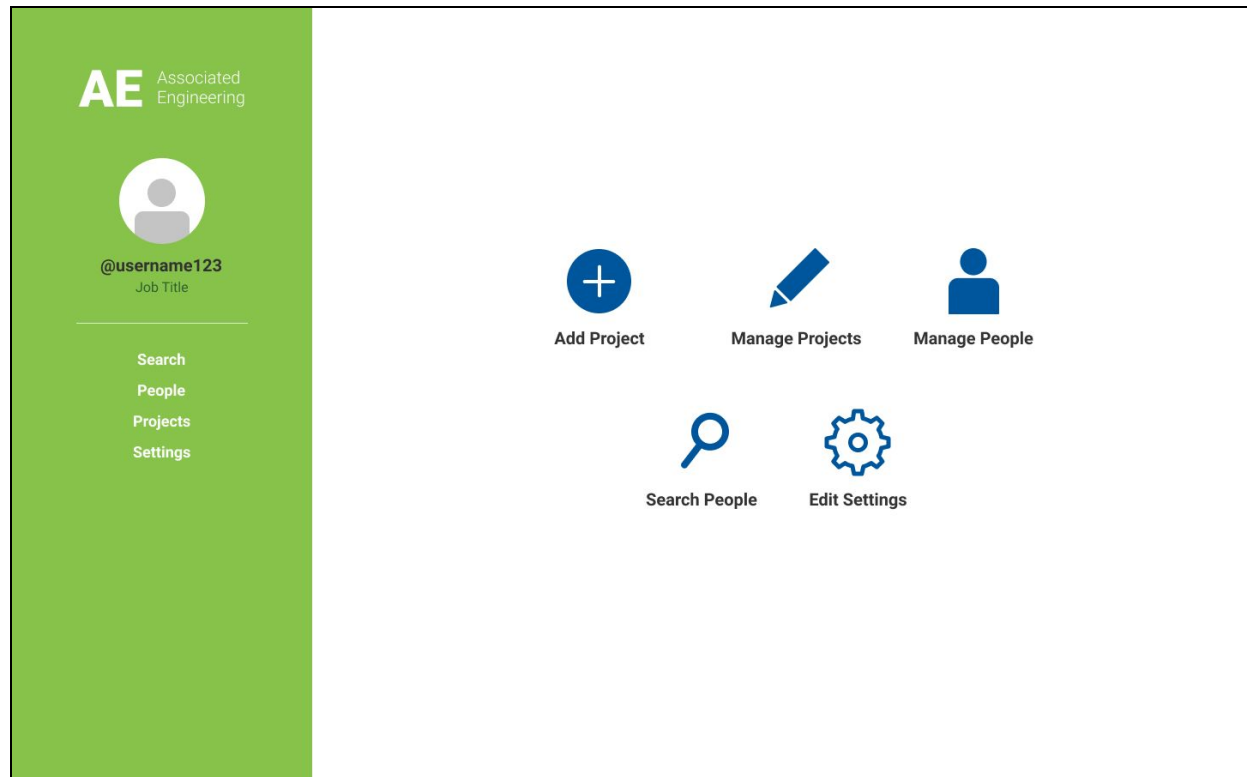 AE Associated
Engineering
@username123
Job Title
Search
People
Projects
Settings
Add Project
Manage Projects
Manage People
Search People
Edit Settings